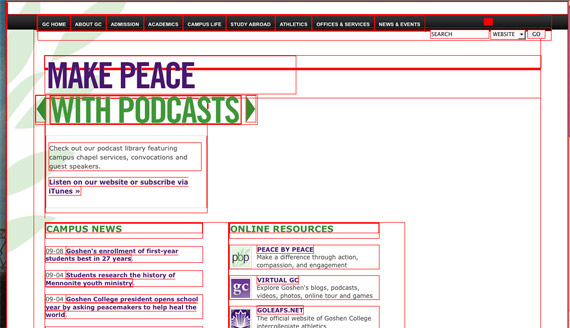 GC HOME ABOUT GC ADMISSION ACADEMICS CAMPUS LIFE STUDY ABROAD ATHLETICS OFFICES & SERVICES NEWS & EVENTS
SEARCH WEBSITE GO
MAKE PEACE
WITH PODCASTS
Check out our podcast library featuring
campus chapel services, convocations and
guest speakers.
Listen on our website or subscribe via
iTunes »
CAMPUS NEWS
09-08 Goshen's enrollment of first-year
students best in 27 years.
09-04 Students research the history of
Mennonite youth ministry.
09-04 Goshen College president opens school
year by asking peacemakers to help heal the
world.
ONLINE RESOURCES
pbp
PEACE BY PEACE
Make a difference through action,
compassion, and engagement
gc
VIRTUAL GC
Explore Goshen's blogs, podcasts,
videos, photos, online tour and games
GOLEAFS.NET
The official website of Goshen College
intercollegiate athletics